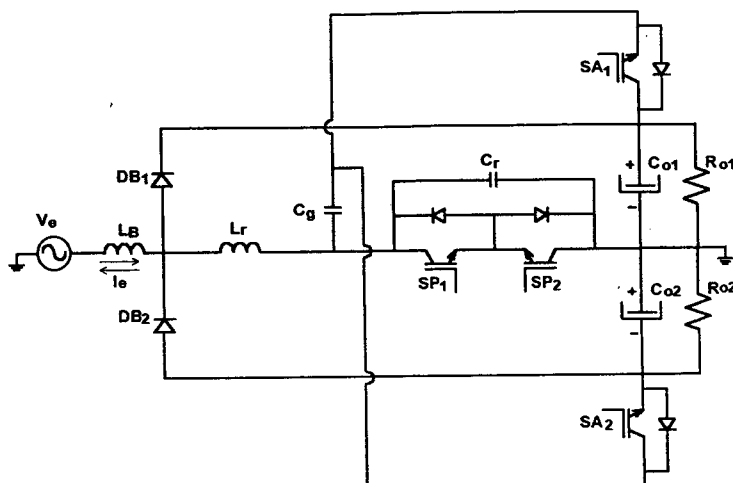 SA1
DB1
Cr
+ Co1
Ro1
Cg
-
Ve
LB
Lr
Ie
SP1
SP2
+ Co2
Ro2
DB2
-
SA2